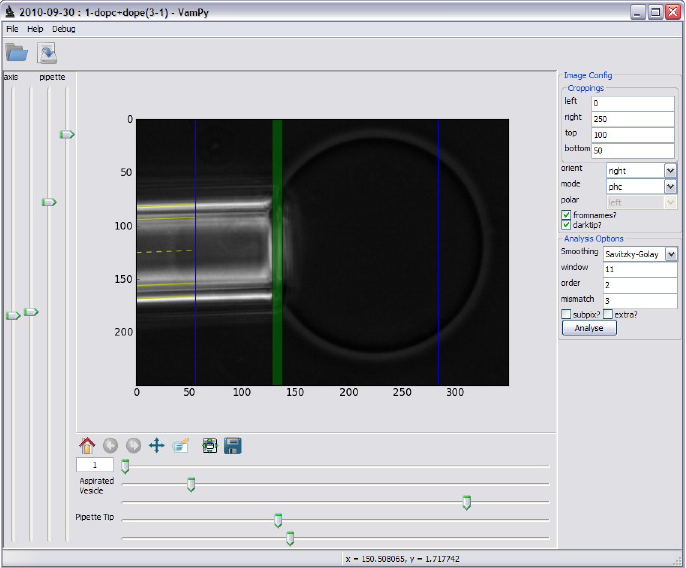 2010-09-30 : 1-dopc+dope(3-1) - VamPy
File Help Debug
axis pipette
0
50
100
150
200
0 50 100 150 200 250 300
1
Aspirated
Vesicle
Pipette Tip
Image Config
Croppings
left 0
right 250
top 100
bottom 50
orient right
mode phc
polar left
fromnames?
darktip?
Analysis Options
Smoothing Savitzky-Golay
window 11
order 2
mismatch 3
subpix? extra?
Analyse
x = 150.508065, y = 1.717742